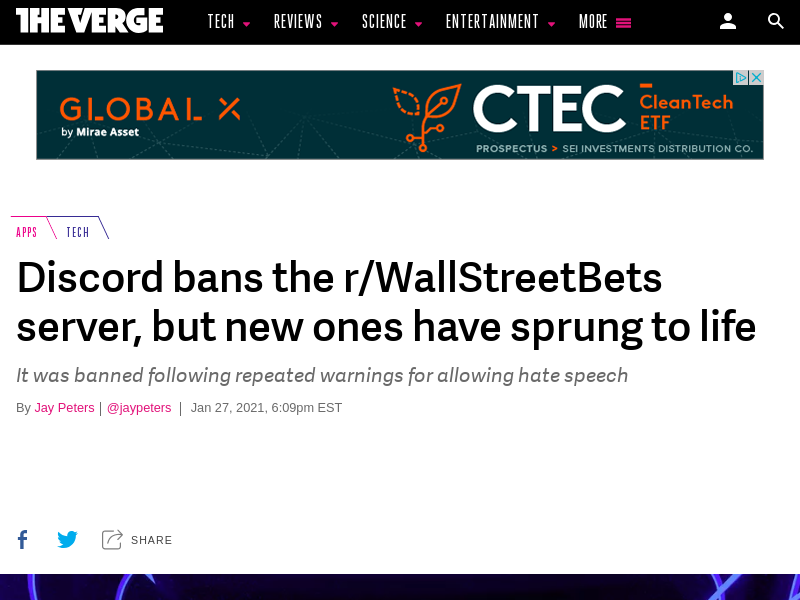 THE VERGE
TECH REVIEWS SCIENCE ENTERTAINMENT MORE
GLOBAL X
by Mirae Asset
CTEC
CleanTech
ETF
PROSPECTUS > SEI INVESTMENTS DISTRIBUTION CO.
APPS TECH
Discord bans the r/WallStreetBets
server, but new ones have sprung to life
It was banned following repeated warnings for allowing hate speech
By Jay Peters | @jaypeters | Jan 27, 2021, 6:09pm EST
SHARE